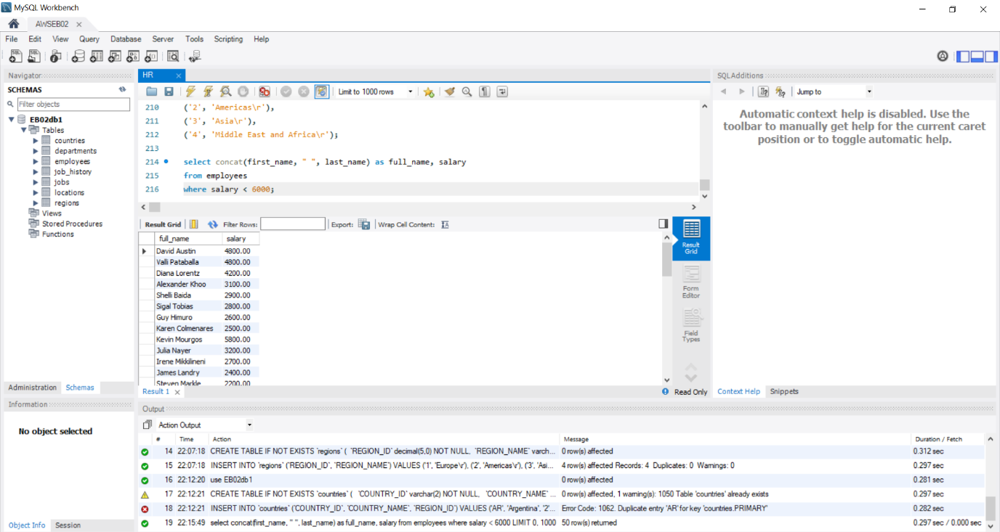 MySQL Workbench
AWSEB02
File Edit View Query Database Server Tools Scripting Help
Navigator
SCHEMAS
Filter objects
EB02db1
Tables
countries
departments
employees
job_history
jobs
locations
regions
Views
Stored Procedures
Functions
Administration Schemas
Information
No object selected
Object Info Session
HR
Limit to 1000 rows
210 ('2', 'Americas\r'),
211 ('3', 'Asia\r'),
212 ('4', 'Middle East and Africa\r');
213
214 select concat(first_name, " ", last_name) as full_name, salary
215 from employees
216 where salary < 6000;
Result Grid Filter Rows: Export: Wrap Cell Content:
full_name salary
David Austin 4800.00
Valli Pataballa 4800.00
Diana Lorentz 4200.00
Alexander Khoo 3100.00
Shelli Baida 2900.00
Sigal Tobias 2800.00
Guy Himuro 2600.00
Karen Colmenares 2500.00
Kevin Mourgos 5800.00
Julia Nayer 3200.00
Irene Mikkilineni 2700.00
James Landry 2400.00
Steven Markle 2200.00
Result
Grid
Form
Editor
Field
Types
Result 1
Read Only
SQLAdditions
Jump to
Automatic context help is disabled. Use the
toolbar to manually get help for the current caret
position or to toggle automatic help.
Context Help Snippets
Output
Action Output
# Time Action Message Duration / Fetch
14 22:07:18 CREATE TABLE IF NOT EXISTS `regions` ( `REGION_ID` decimal(5,0) NOT NULL, `REGION_NAME` varch... 0 row(s) affected 0.312 sec
15 22:07:18 INSERT INTO `regions` (`REGION_ID`, `REGION_NAME`) VALUES ('1', 'Europe\r'), ('2', 'Americas\r'), ('3', 'Asi... 4 row(s) affected Records: 4 Duplicates: 0 Warnings: 0 0.297 sec
16 22:12:20 use EB02db1 0 row(s) affected 0.281 sec
17 22:12:21 CREATE TABLE IF NOT EXISTS `countries` ( `COUNTRY_ID` varchar(2) NOT NULL, `COUNTRY_NAME` ... 0 row(s) affected, 1 warning(s): 1050 Table 'countries' already exists 0.297 sec
18 22:12:21 INSERT INTO `countries` (`COUNTRY_ID`, `COUNTRY_NAME`, `REGION_ID`) VALUES ('AR', 'Argentina', '2'... Error Code: 1062. Duplicate entry 'AR' for key 'countries.PRIMARY' 0.282 sec
19 22:15:49 select concat(first_name, " ", last_name) as full_name, salary from employees where salary < 6000 LIMIT 0, 1000 50 row(s) returned 0.297 sec / 0.000 sec